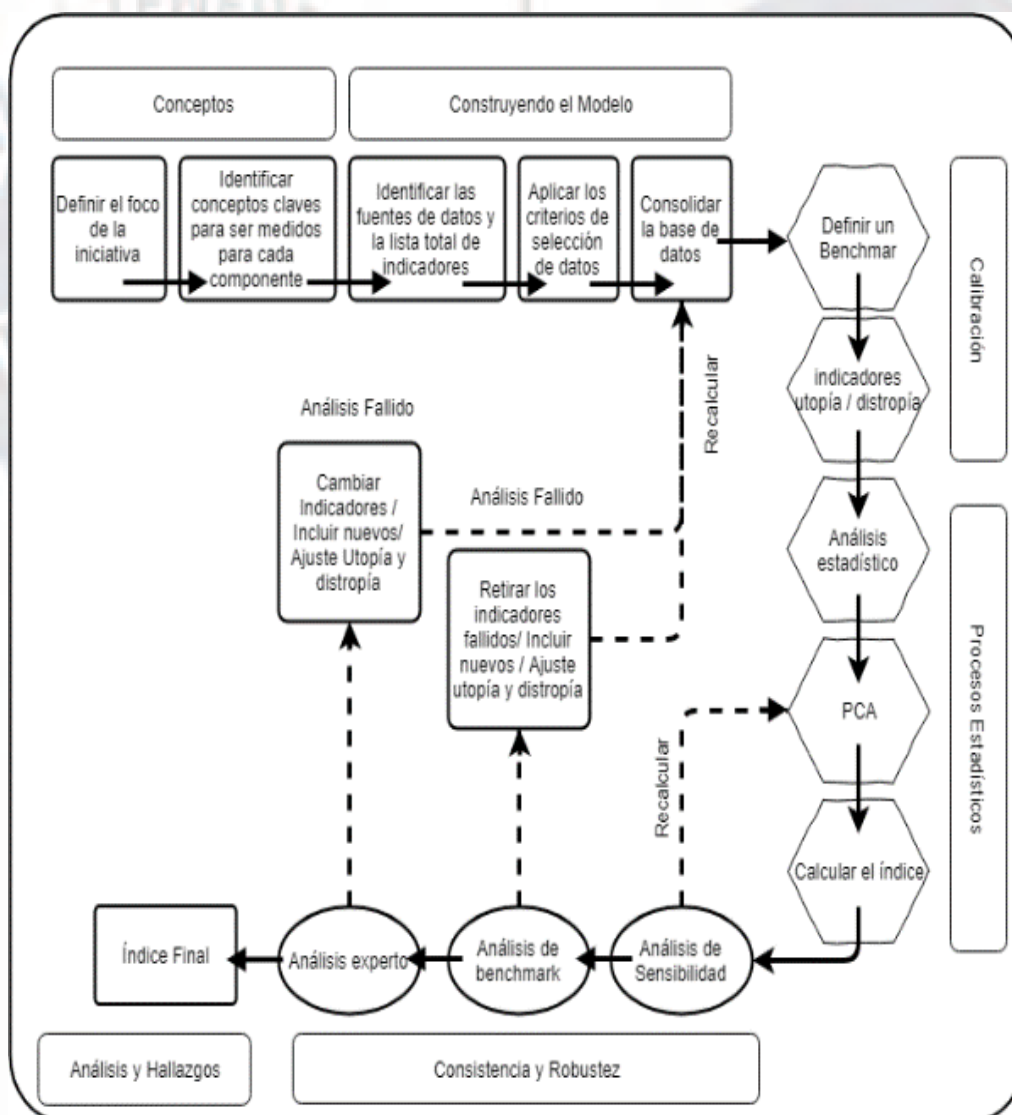 Conceptos
Construyendo el Modelo
Definir el foco
de la
iniciativa
Identificar
conceptos claves
para ser medidos
para cada
componente
Identificar las
fuentes de datos y
la lista total de
indicadores
Aplicar los
criterios de
selección
de datos
Consolidar
la base de
datos
Definir un
Benchmar
Calibración
indicadores
utopía / distropía
Recalcular
Análisis Fallido
Cambiar
Indicadores /
Incluir nuevos/
Ajuste Utopía y
distropía
Análisis Fallido
Retirar los
indicadores
fallidos/ Incluir
nuevos / Ajuste
utopía y distropía
Análisis
estadístico
Procesos Estadísticos
PCA
Recalcular
Calcular el índice
Índice Final
Análisis experto
Análisis de
benchmark
Análisis de
Sensibilidad
Análisis y Hallazgos
Consistencia y Robustez